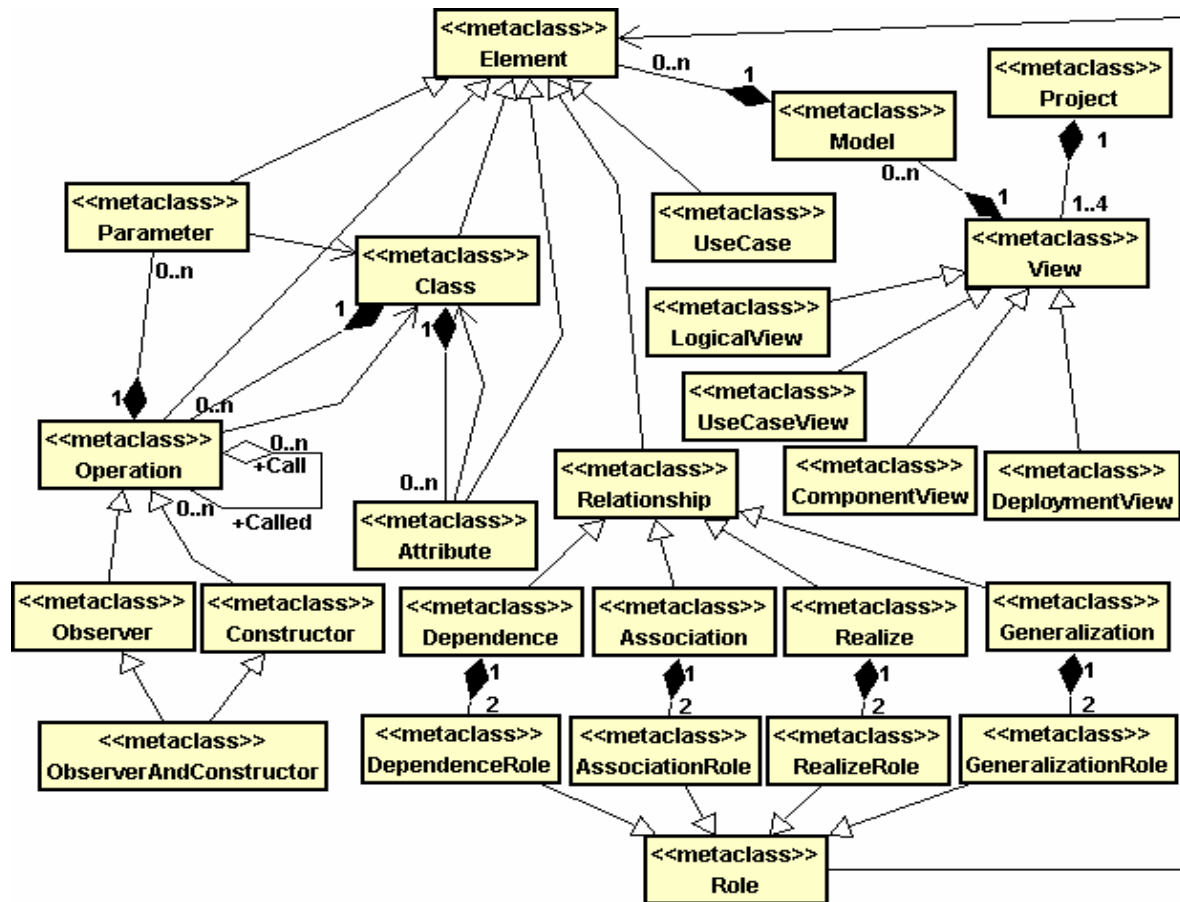 <<metaclass>>
Element
0..n
1
<<metaclass>>
Model
0..n
1
<<metaclass>>
Project
1
1..4
<<metaclass>>
View
<<metaclass>>
Parameter
0..n
<<metaclass>>
Class
1
1
<<metaclass>>
UseCase
<<metaclass>>
LogicalView
<<metaclass>>
UseCaseView
<<metaclass>>
ComponentView
<<metaclass>>
DeploymentView
1
0..n
<<metaclass>>
Operation
0..n
+Call
0..n
+Called
0..n
<<metaclass>>
Attribute
<<metaclass>>
Relationship
<<metaclass>>
Observer
<<metaclass>>
Constructor
<<metaclass>>
ObserverAndConstructor
<<metaclass>>
Dependence
<<metaclass>>
Association
<<metaclass>>
Realize
<<metaclass>>
Generalization
1
2
1
2
1
2
1
2
<<metaclass>>
DependenceRole
<<metaclass>>
AssociationRole
<<metaclass>>
RealizeRole
<<metaclass>>
GeneralizationRole
<<metaclass>>
Role